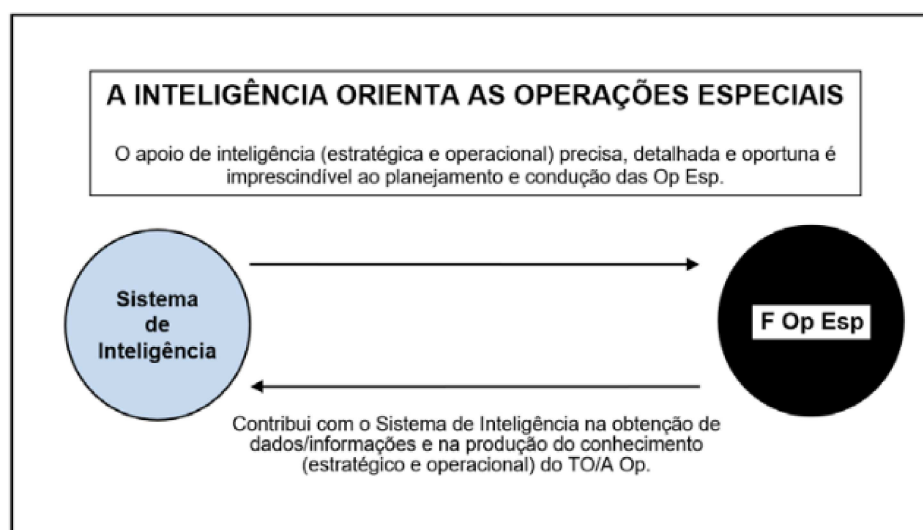 A INTELIGÊNCIA ORIENTA AS OPERAÇÕES ESPECIAIS
O apoio de inteligência (estratégica e operacional) precisa, detalhada e oportuna é
imprescindível ao planejamento e condução das Op Esp.
Sistema
de
Inteligência
F Op Esp
Contribui com o Sistema de Inteligência na obtenção de
dados/informações e na produção do conhecimento
(estratégico e operacional) do TO/A Op.